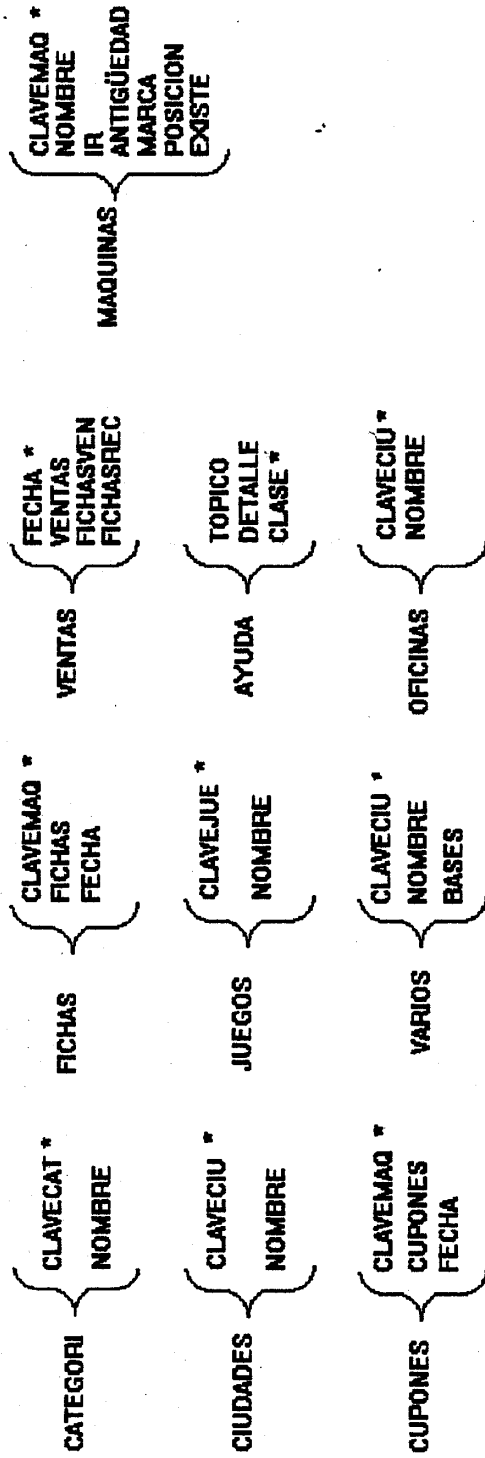 CATEGORI
CLAVECAT *
NOMBRE
FICHAS
CLAVEMAQ *
FICHAS
FECHA
VENTAS
FECHA *
VENTAS
FICHASVEN
FICHASREC
MAQUINAS
CLAVEMAQ *
NOMBRE
IR
ANTIGÜEDAD
MARCA
POSICION
EXISTE
CIUDADES
CLAVECIU *
NOMBRE
JUEGOS
CLAVEJUE *
NOMBRE
AYUDA
TOPICO
DETALLE
CLASE *
CUPONES
CLAVEMAQ *
CUPONES
FECHA
VARIOS
CLAVECIU *
NOMBRE
BASES
OFICINAS
CLAVECIU *
NOMBRE